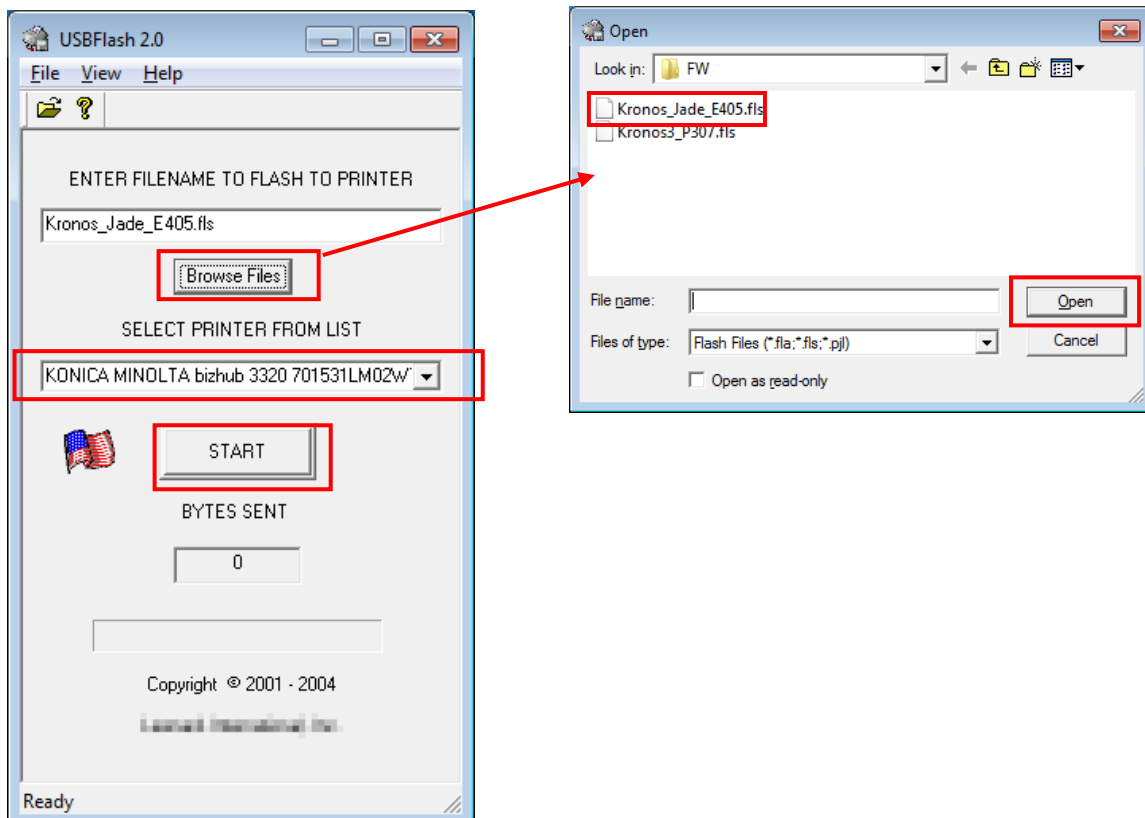 USBFlash 2.0
File View Help
ENTER FILENAME TO FLASH TO PRINTER
Kronos_Jade_E405.fls
Browse Files
SELECT PRINTER FROM LIST
KONICA MINOLTA bizhub 3320 701531LM02W
START
BYTES SENT
0
Copyright © 2001 - 2004
Ready
Open
Look in: FW
Kronos_Jade_E405.fls
Kronos3_P307.fls
File name:
Open
Files of type: Flash Files (*.fla;*.fls;*.pjl)
Cancel
Open as read-only